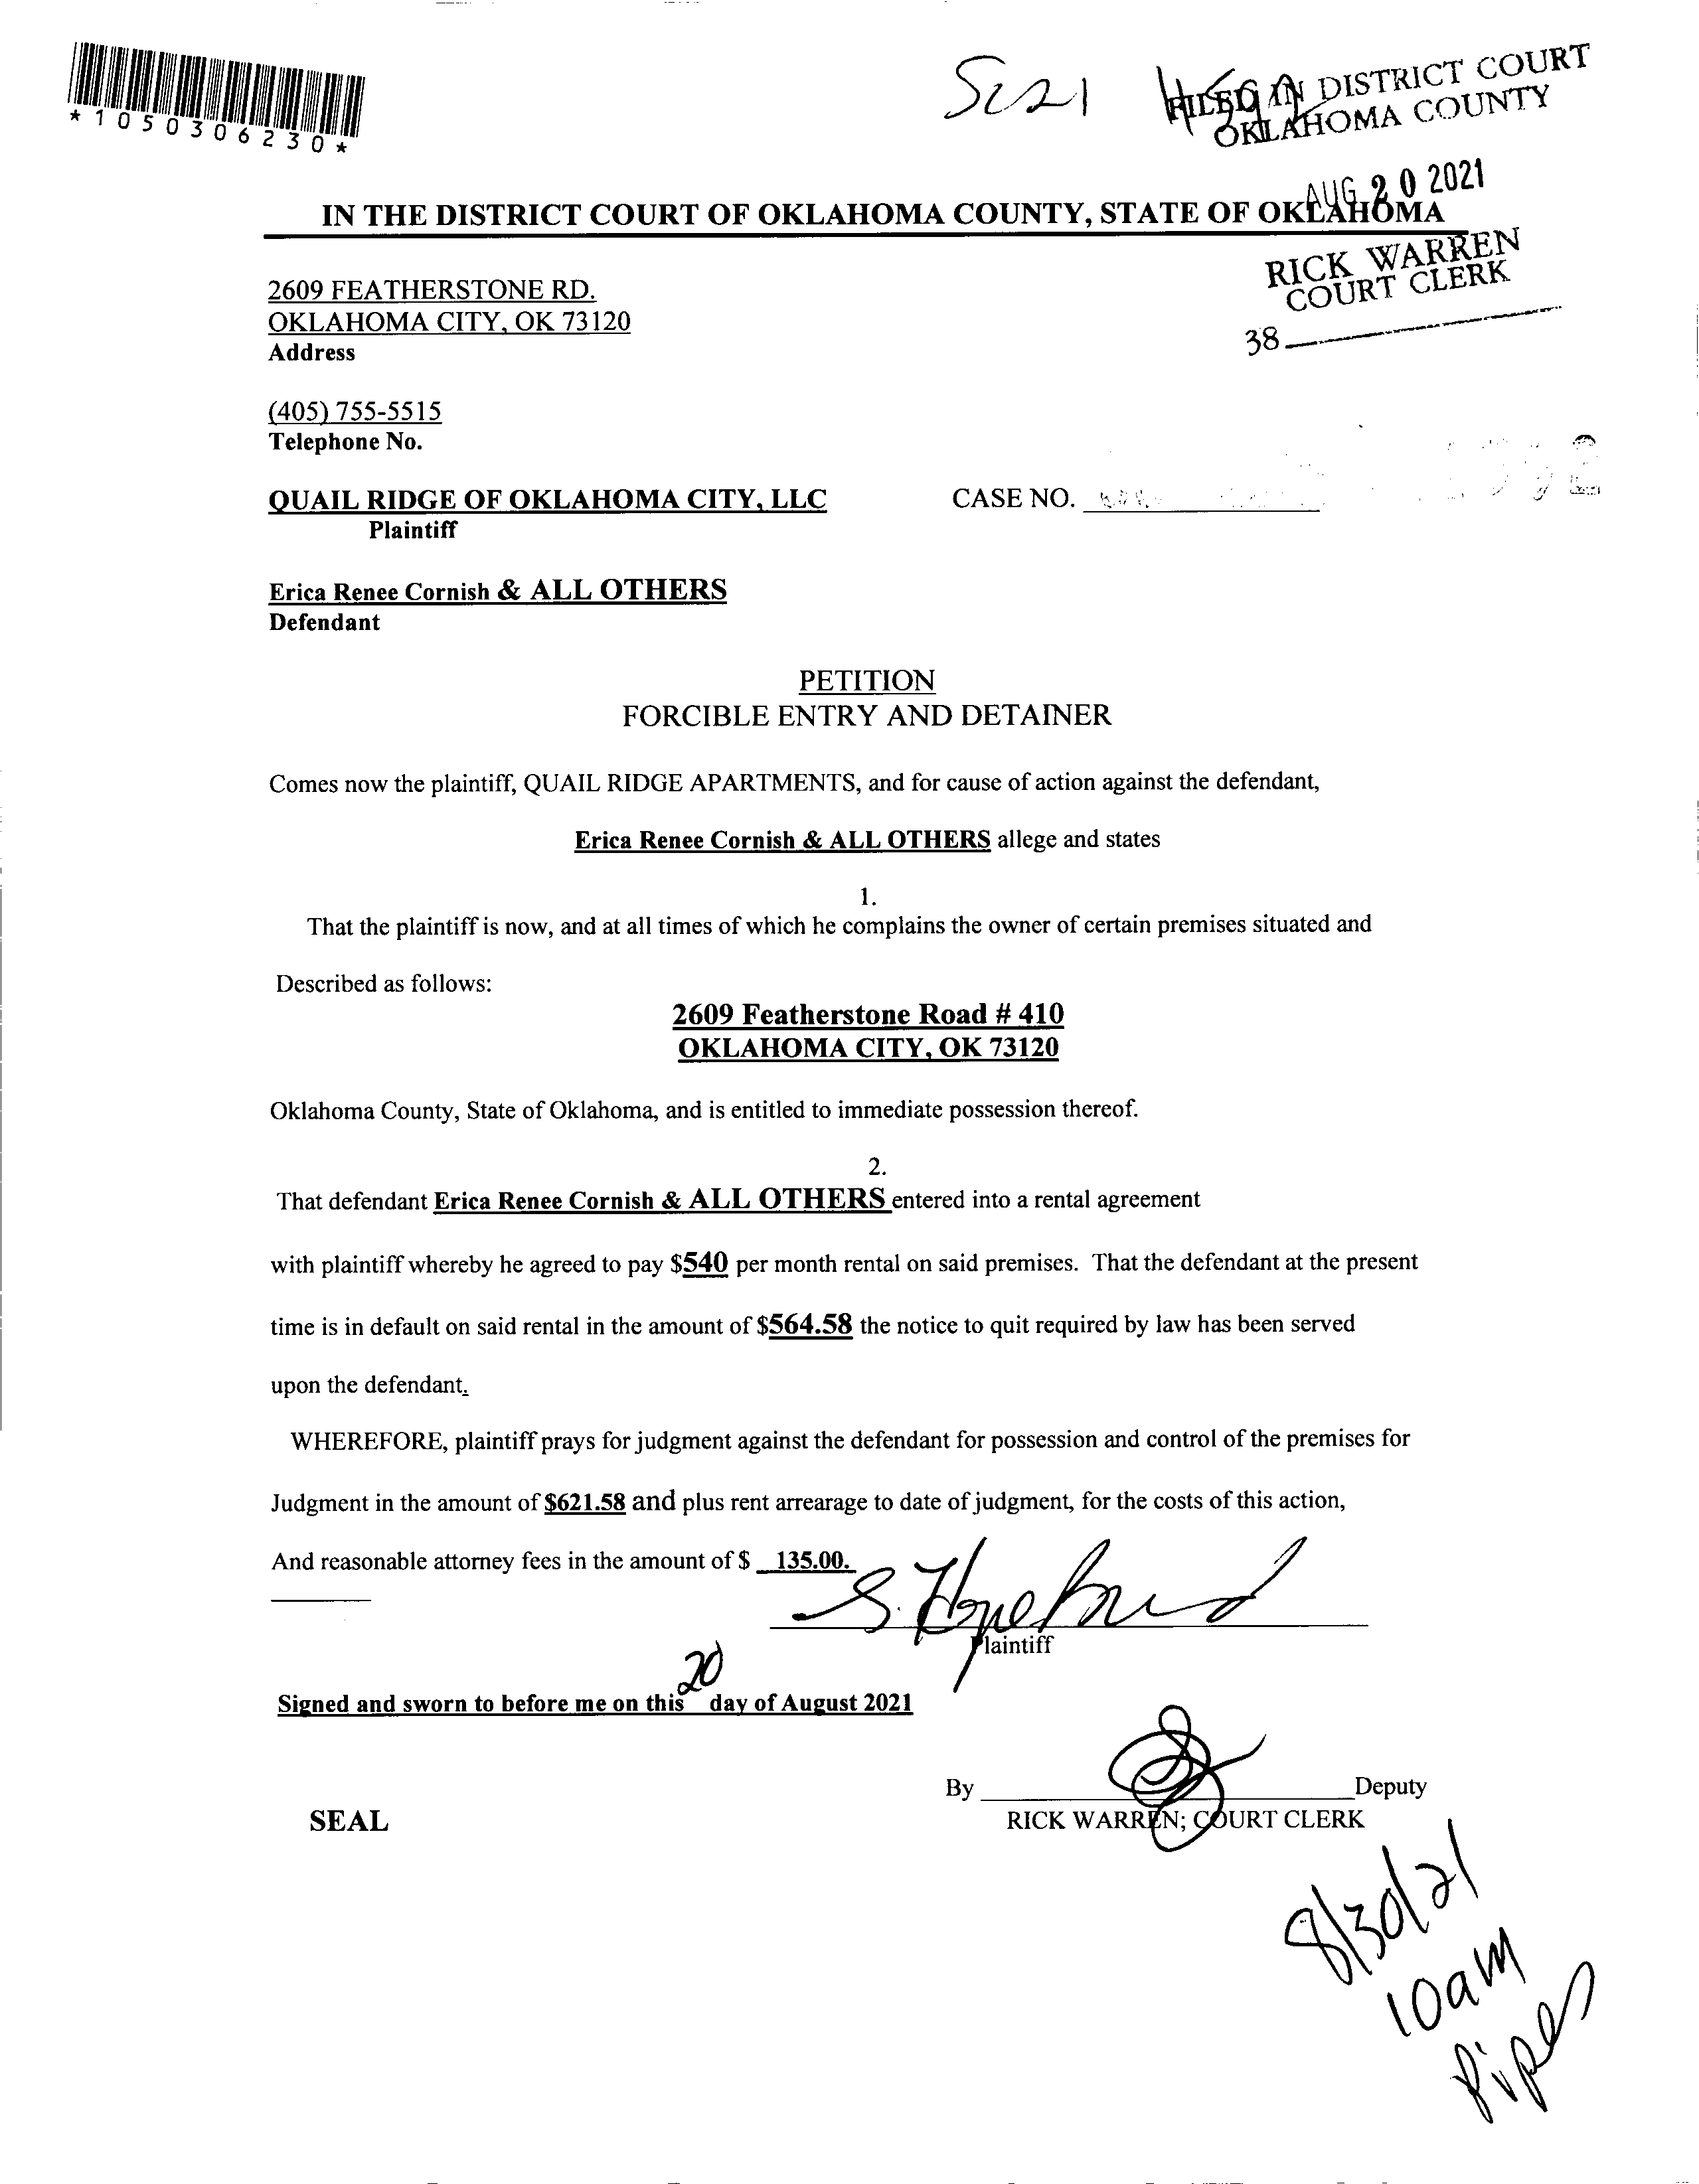 *1050306230*
SC21
FILED IN DISTRICT COURT
OKLAHOMA COUNTY
AUG 20 2021
IN THE DISTRICT COURT OF OKLAHOMA COUNTY, STATE OF OKLAHOMA
RICK WARREN
COURT CLERK
38
2609 FEATHERSTONE RD.
OKLAHOMA CITY, OK 73120
Address
(405) 755-5515
Telephone No.
QUAIL RIDGE OF OKLAHOMA CITY, LLC CASE NO.
Plaintiff
Erica Renee Cornish & ALL OTHERS
Defendant
PETITION
FORCIBLE ENTRY AND DETAINER
Comes now the plaintiff, QUAIL RIDGE APARTMENTS, and for cause of action against the defendant,
Erica Renee Cornish & ALL OTHERS allege and states
1.
That the plaintiff is now, and at all times of which he complains the owner of certain premises situated and
Described as follows:
2609 Featherstone Road # 410
OKLAHOMA CITY, OK 73120
Oklahoma County, State of Oklahoma, and is entitled to immediate possession thereof.
2.
That defendant Erica Renee Cornish & ALL OTHERS entered into a rental agreement
with plaintiff whereby he agreed to pay $540 per month rental on said premises. That the defendant at the present
time is in default on said rental in the amount of $564.58 the notice to quit required by law has been served
upon the defendant.
WHEREFORE, plaintiff prays for judgment against the defendant for possession and control of the premises for
Judgment in the amount of $621.58 and plus rent arrearage to date of judgment, for the costs of this action,
And reasonable attorney fees in the amount of $ 135.00.
Plaintiff
Signed and sworn to before me on this 20 day of August 2021
By Deputy
SEAL
RICK WARREN; COURT CLERK
8/30/21
10am
Pipes